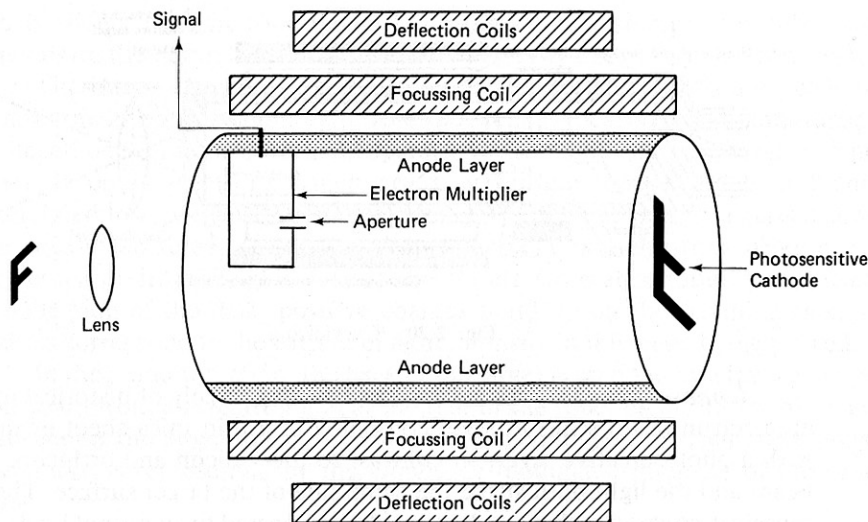 Signal
Deflection Coils
Focussing Coil
Anode Layer
Electron Multiplier
Aperture
Photosensitive
Cathode
Lens
Anode Layer
Focussing Coil
Deflection Coils